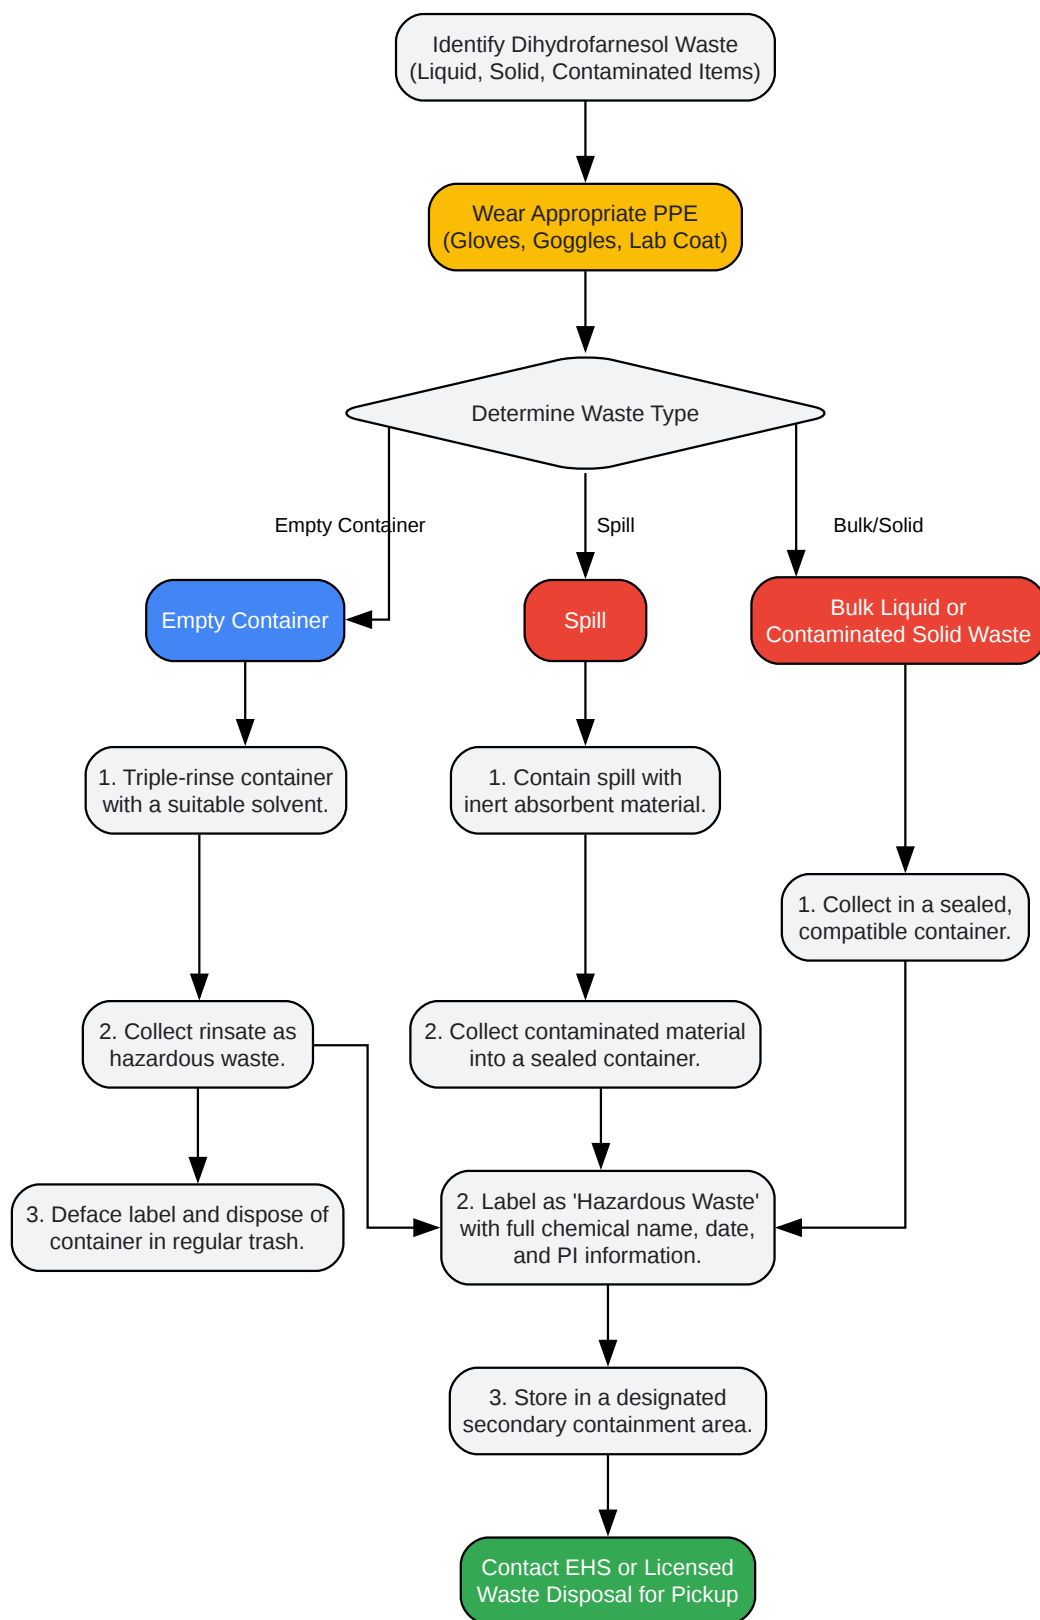 Identify Dihydrofarnesol Waste
(Liquid, Solid, Contaminated Items)
Wear Appropriate PPE
(Gloves, Goggles, Lab Coat)
Determine Waste Type
Empty Container
Spill
Bulk/Solid
Empty Container
Spill
Bulk Liquid or
Contaminated Solid Waste
1. Triple-rinse container
with a suitable solvent.
1. Contain spill with
inert absorbent material.
1. Collect in a sealed,
compatible container.
2. Collect rinsate as
hazardous waste.
2. Collect contaminated material
into a sealed container.
3. Deface label and dispose of
container in regular trash.
2. Label as 'Hazardous Waste'
with full chemical name, date,
and PI information.
3. Store in a designated
secondary containment area.
Contact EHS or Licensed
Waste Disposal for Pickup